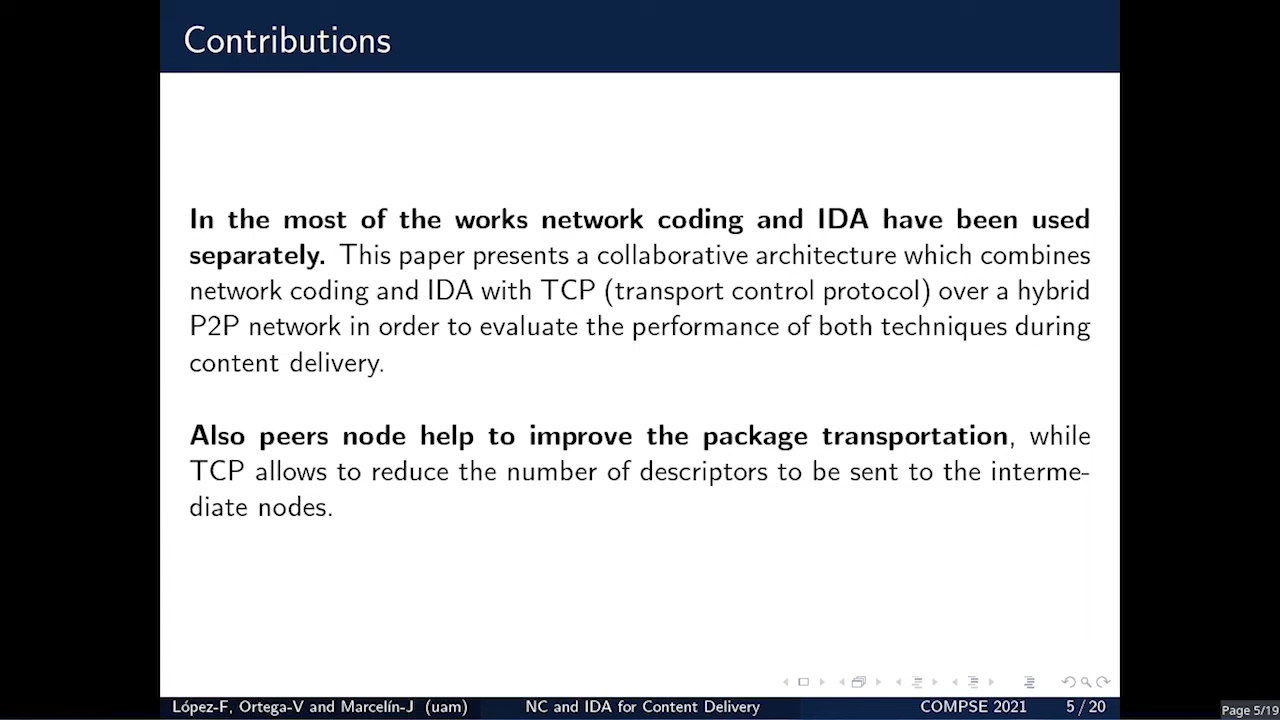 Contributions
In the most of the works network coding and IDA have been used
separately. This paper presents a collaborative architecture which combines
network coding and IDA with TCP (transport control protocol) over a hybrid
P2P network in order to evaluate the performance of both techniques during
content delivery.
Also peers node help to improve the package transportation, while
TCP allows to reduce the number of descriptors to be sent to the interme-
diate nodes.
López-F, Ortega-V and Marcelín-J (uam) NC and IDA for Content Delivery COMPSE 2021 5 / 20
Page 5/19